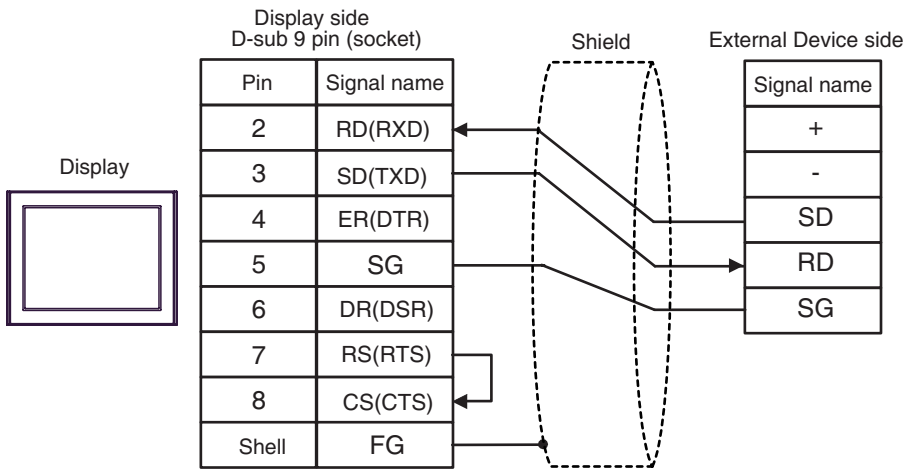 Display side
D-sub 9 pin (socket)
Shield
External Device side
Display
Pin Signal name
2 RD(RXD)
3 SD(TXD)
4 ER(DTR)
5 SG
6 DR(DSR)
7 RS(RTS)
8 CS(CTS)
Shell FG
Signal name
+
-
SD
RD
SG